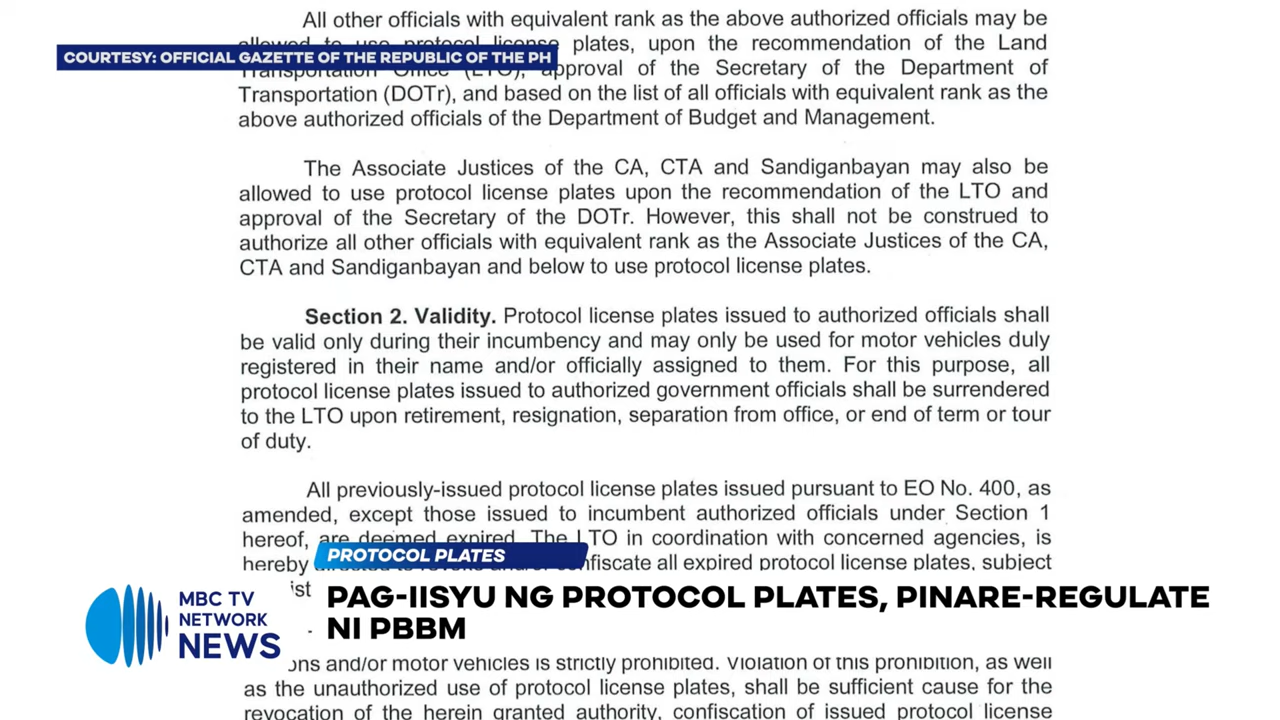 All other officials with equivalent rank as the above authorized officials may be
plates, upon the recommendation of the Land
COURTESY: OFFICIAL GAZETTE OF THE REPUBLIC OF THE PH
approval of the Secretary of the Department of
Transportation (DOTr), and based on the list of all officials with equivalent rank as the
above authorized officials of the Department of Budget and Management.
The Associate Justices of the CA, CTA and Sandiganbayan may also be
allowed to use protocol license plates upon the recommendation of the LTO and
approval of the Secretary of the DOTr. However, this shall not be construed to
authorize all other officials with equivalent rank as the Associate Justices of the CA,
CTA and Sandiganbayan and below to use protocol license plates.
Section 2. Validity. Protocol license plates issued to authorized officials shall
be valid only during their incumbency and may only be used for motor vehicles duly
registered in their name and/or officially assigned to them. For this purpose, all
protocol license plates issued to authorized government officials shall be surrendered
to the LTO upon retirement, resignation, separation from office, or end of term or tour
of duty.
All previously-issued protocol license plates issued pursuant to EO No. 400, as
amended, except those issued to incumbent authorized officials under Section 1
hereof, are deemed expired. The LTO in coordination with concerned agencies, is
hereby all expired protocol license plates, subject
PROTOCOL PLATES
PAG-IISYU NG PROTOCOL PLATES, PINARE-REGULATE
NI PBBM
MBC TV
NETWORK
NEWS
and/or motor vehicles is strictly prohibited. Violation of this prohibition, as well
as the unauthorized use of protocol license plates, shall be sufficient cause for the
revocation of the herein granted authority, confiscation of issued protocol license